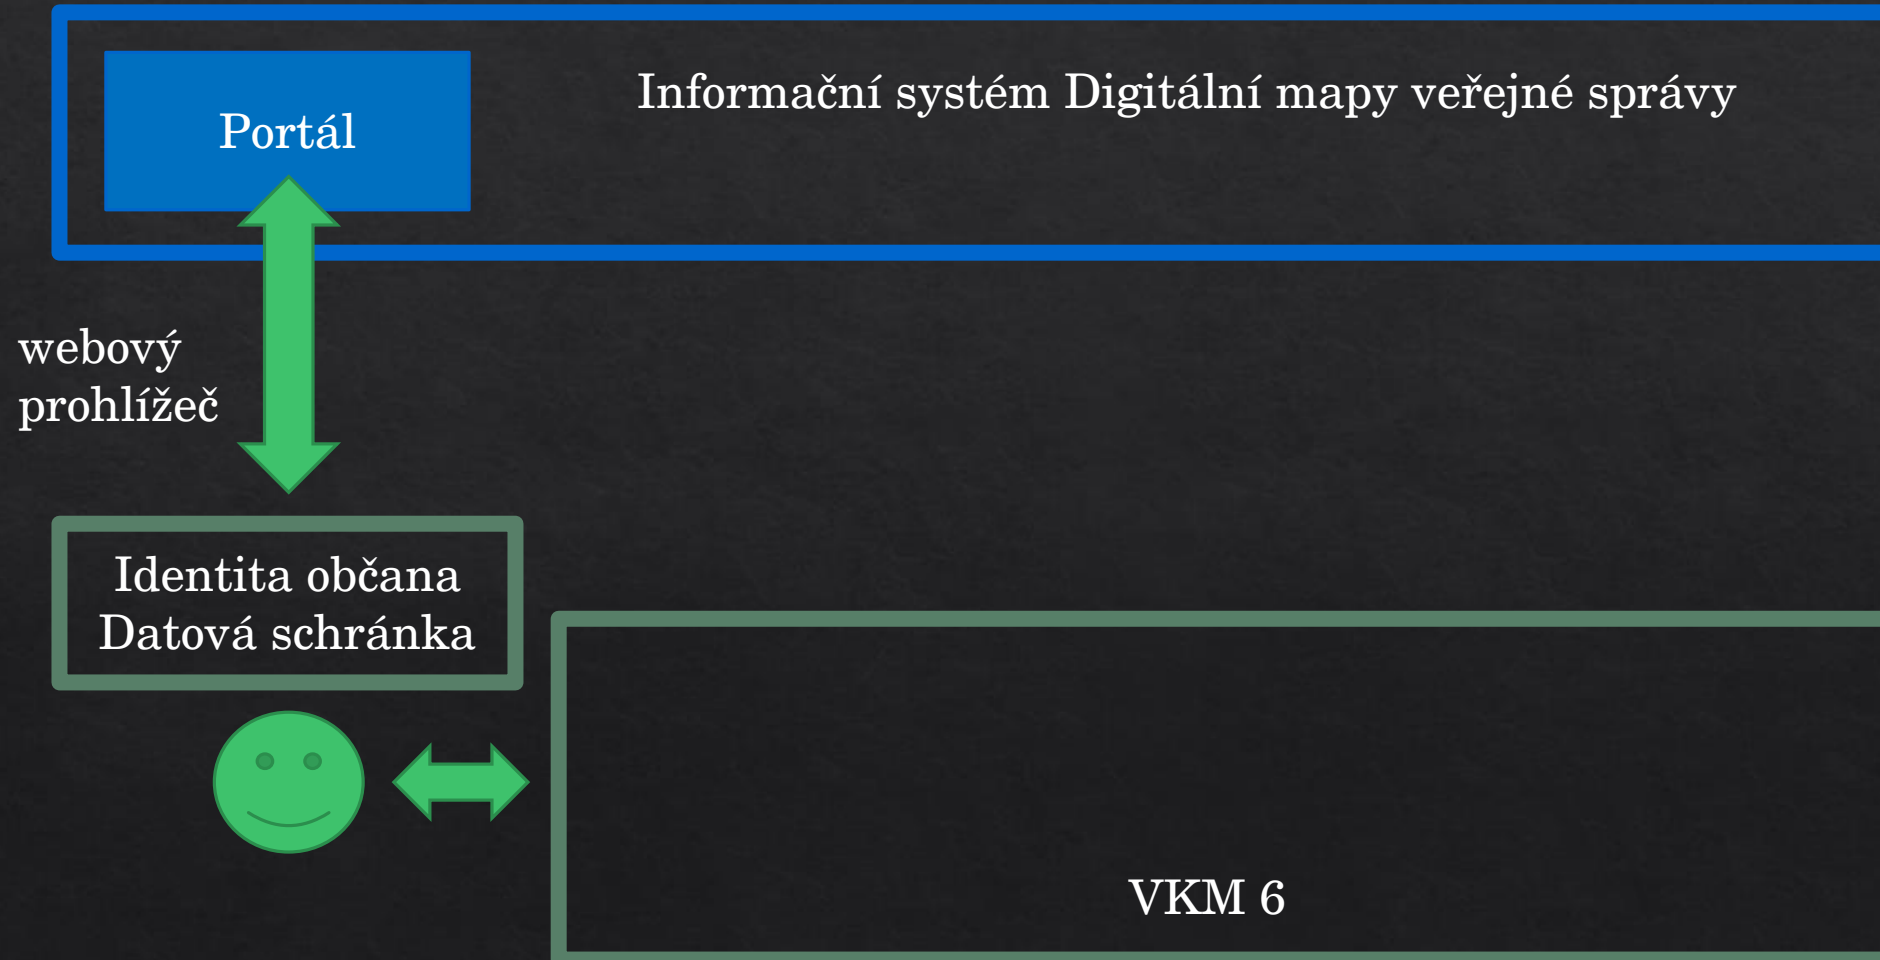 Informační systém Digitální mapy veřejné správy
Portál
webový
prohlížeč
Identita občana
Datová schránka
VKM 6